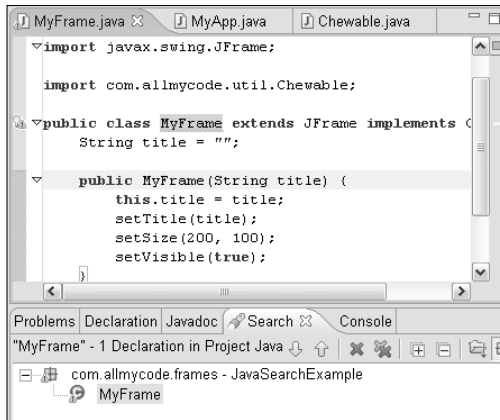 MyFrame.java MyApp.java Chewable.java
import javax.swing.JFrame;
import com.allmycode.util.Chewable;
public class MyFrame extends JFrame implements C
String title = "";
public MyFrame(String title) {
this.title = title;
setTitle(title);
setSize(200, 100);
setVisible(true);
}
Problems Declaration Javadoc Search Console
"MyFrame" - 1 Declaration in Project Java
com.allmycode.frames - JavaSearchExample
MyFrame